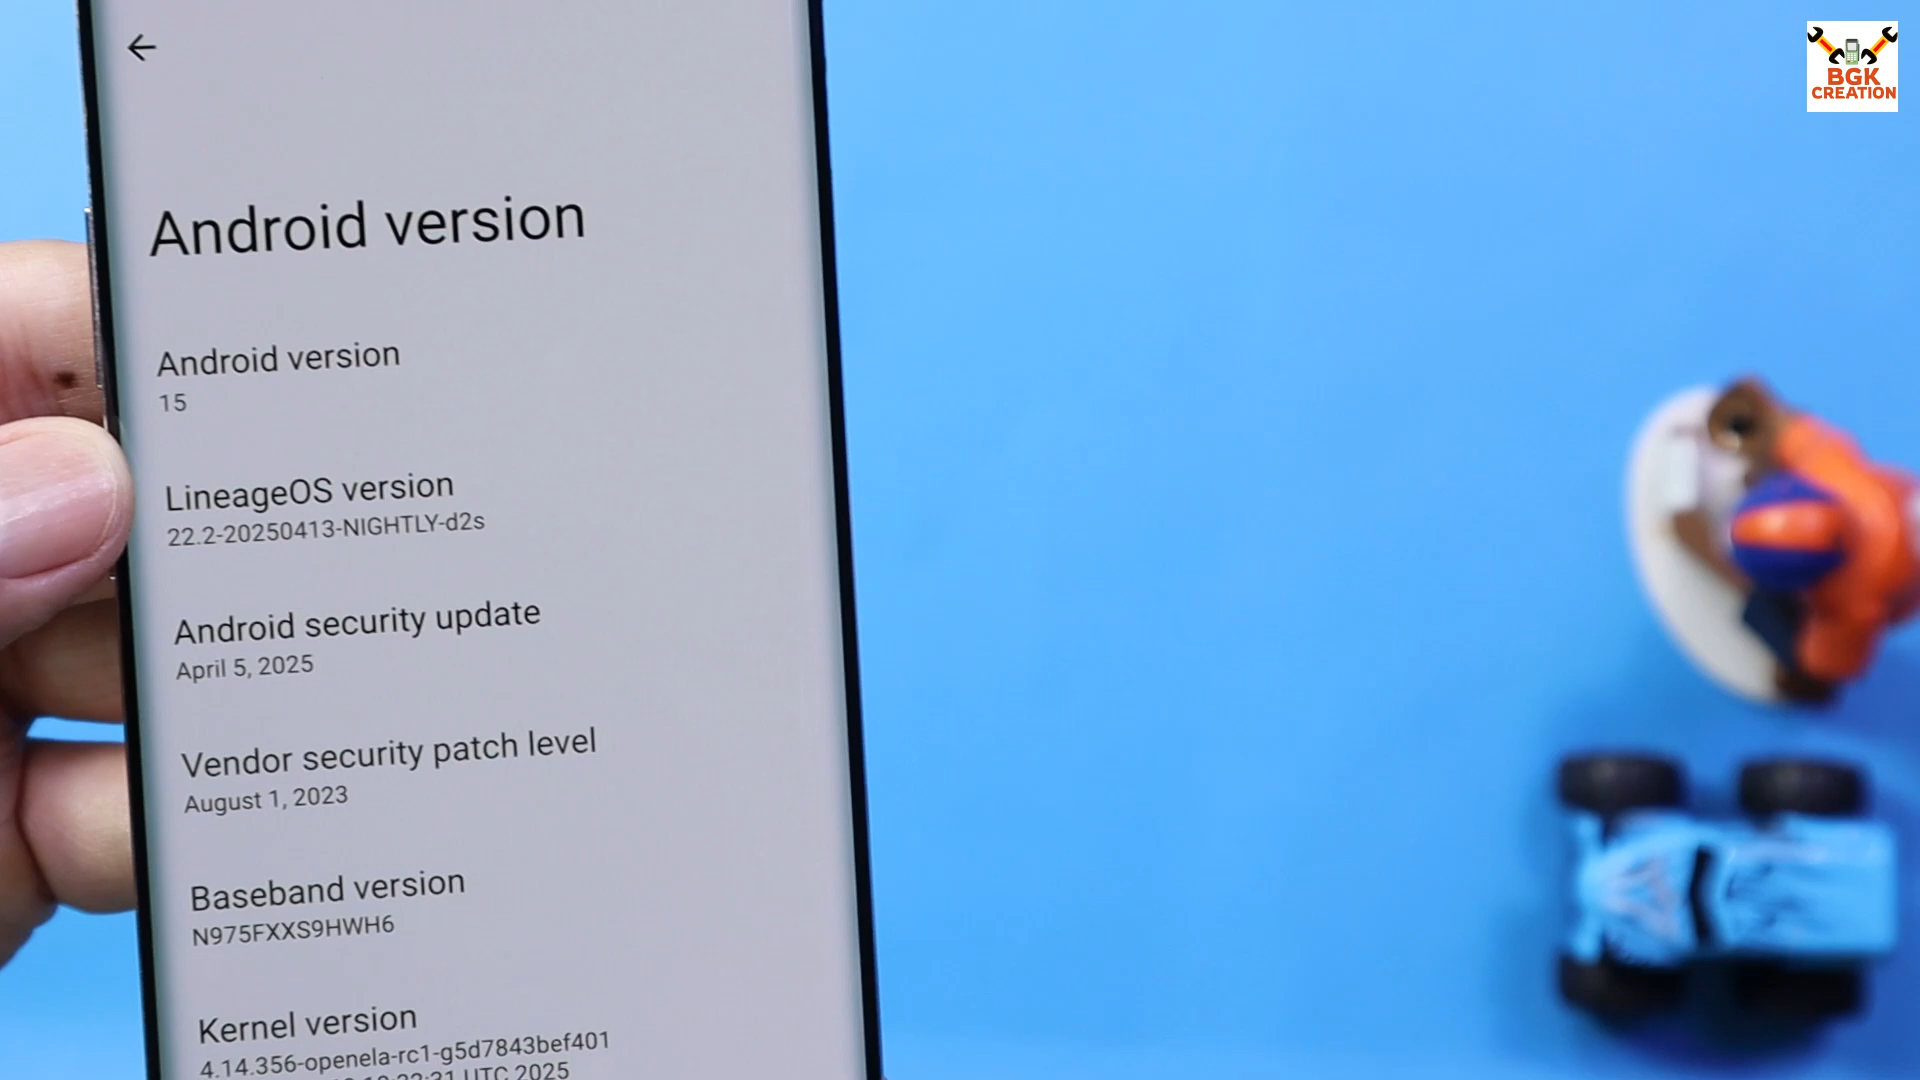 BGK
CREATION
Android version
Android version
15
LineageOS version
22.2-20250413-NIGHTLY-d2s
Android security update
April 5, 2025
Vendor security patch level
August 1, 2023
Baseband version
N975FXXS9HWH6
Kernel version
4.14.356-openela-rc1-g5d7843bef401
UTC 2025